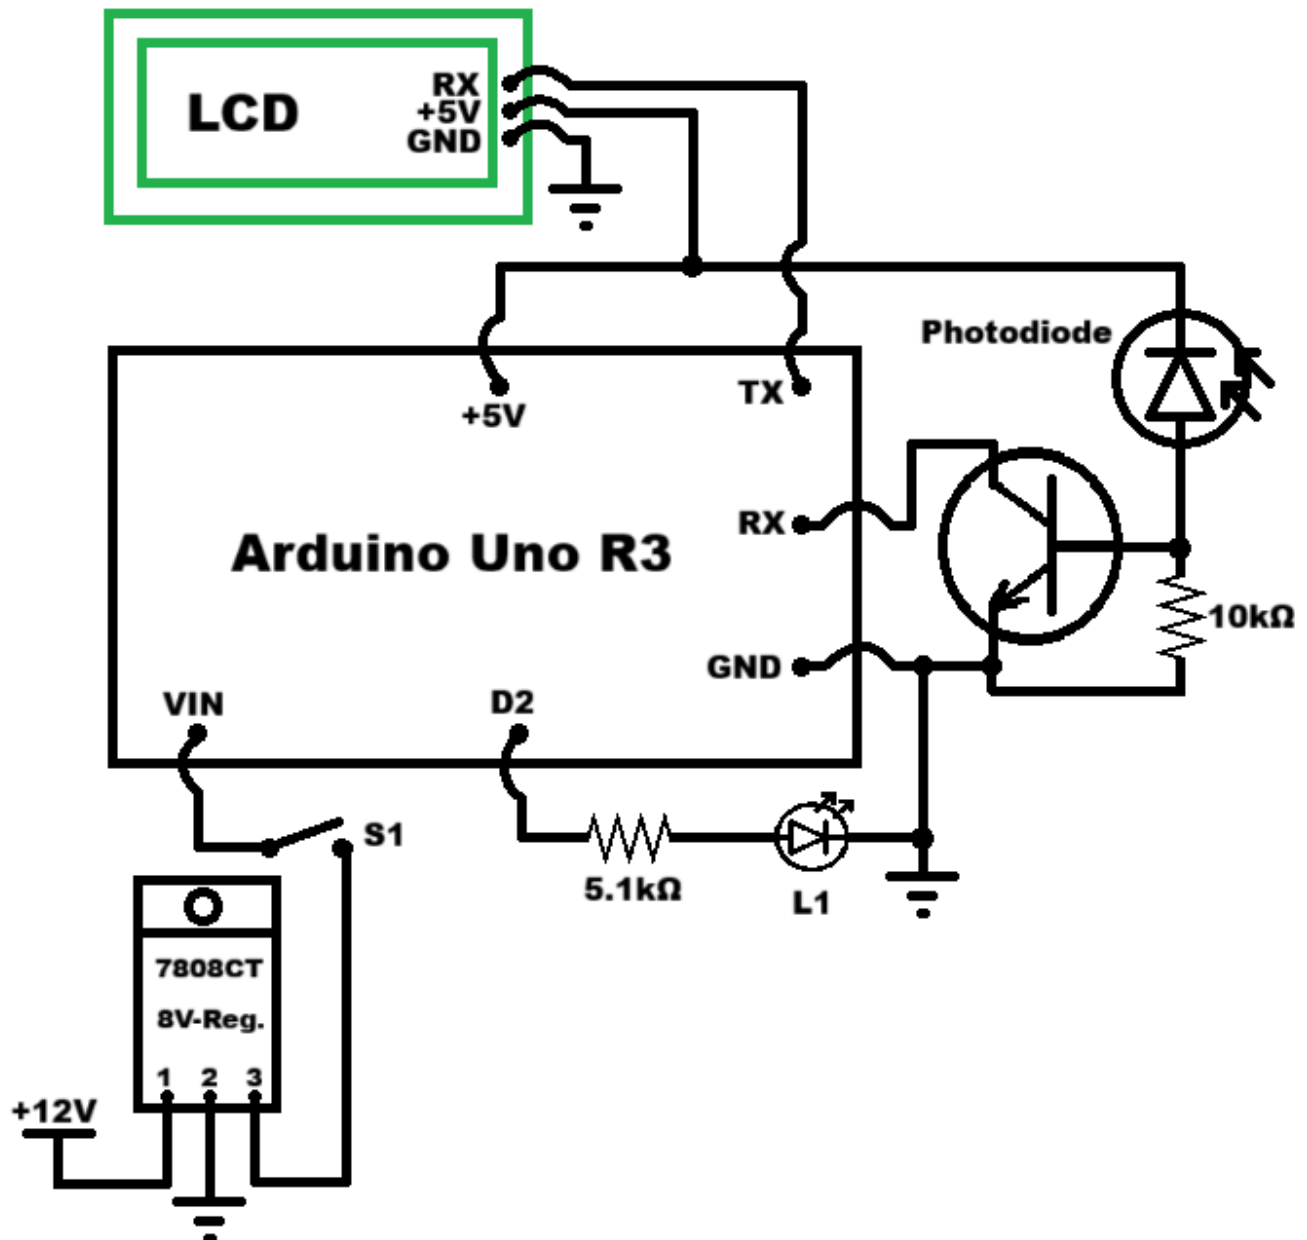 RX
LCD
+5V
GND
Photodiode
+5V
TX
RX
Arduino Uno R3
10kΩ
GND
VIN
D2
S1
5.1kΩ
L1
7808CT
8V-Reg.
1 2 3
+12V